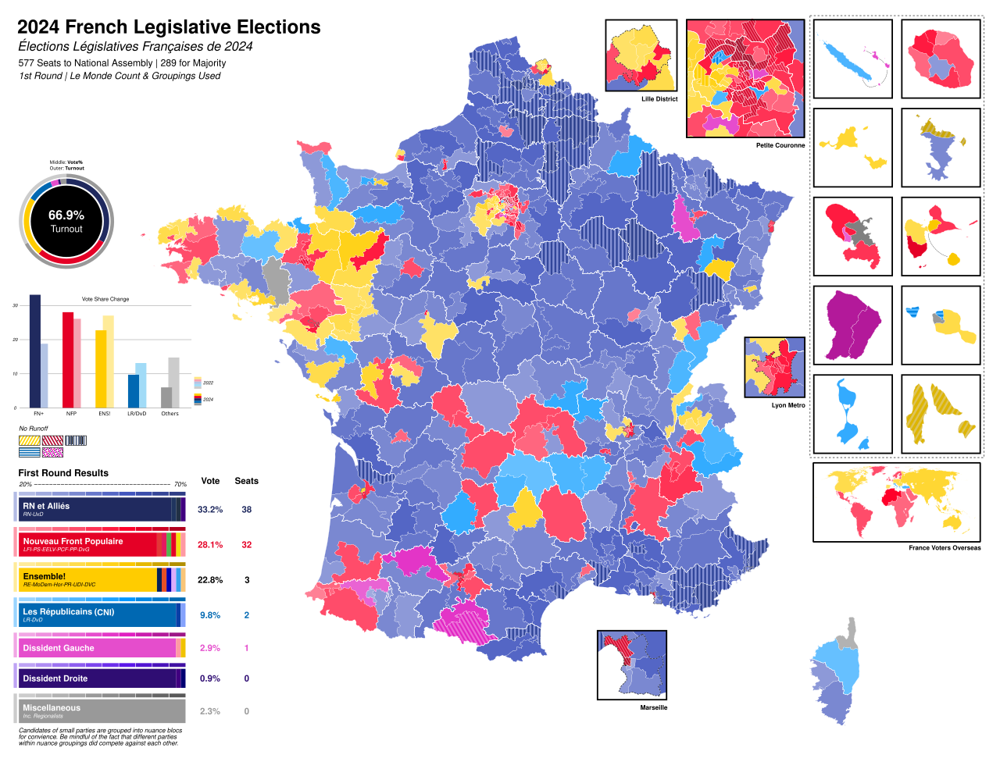 2024 French Legislative Elections
Élections Législatives Françaises de 2024
577 Seats to National Assembly | 289 for Majority
1st Round | Le Monde Count & Groupings Used
Lille District
Petite Couronne
Middle: Vote%
Outer: Turnout
66.9%
Turnout
Vote Share Change
30
20
10
0
FN+
NFP
ENS!
LR/DvD
Others
2022
2024
Lyon Metro
No Runoff
First Round Results
20%
70%
Vote
Seats
RN et Alliés
RN-UxD
33.2%
38
Nouveau Front Populaire
LFI-PS-EELV-PCF-PP-DvG
28.1%
32
Ensemble!
RE-MoDem-Hor-PR-UDI-DVC
22.8%
3
Les Républicains (CNI)
LR-DvD
9.8%
2
Dissident Gauche
2.9%
1
Dissident Droite
0.9%
0
Miscellaneous
Inc. Regionalists
2.3%
0
Candidates of small parties are grouped into nuance blocs
for convience. Be mindful of the fact that different parties
within nuance groupings did compete against each other.
France Voters Overseas
Marseille